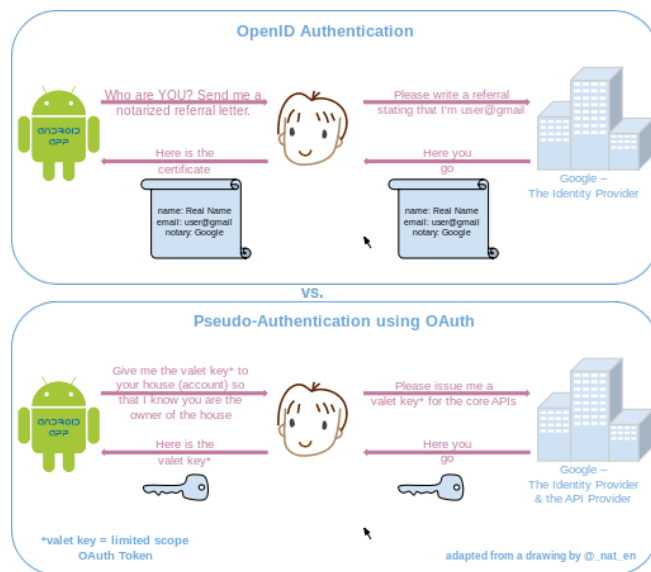 OpenID Authentication
Who are YOU? Send me a
notarized referral letter.
Please write a referral
stating that I'm user@gmail
ANDROID
APP
Here is the
certificate
Here you
go
Google –
The Identity Provider
name: Real Name
email: user@gmail
notary: Google
name: Real Name
email: user@gmail
notary: Google
vs.
Pseudo-Authentication using OAuth
Give me the valet key* to
your house (account) so
that I know you are the
owner of the house
Please issue me a
valet key* for the core APIs
ANDROID
APP
Here is the
valet key*
Here you
go
Google –
The Identity Provider
& the API Provider
*valet key = limited scope
OAuth Token
adapted from a drawing by @_nat_en